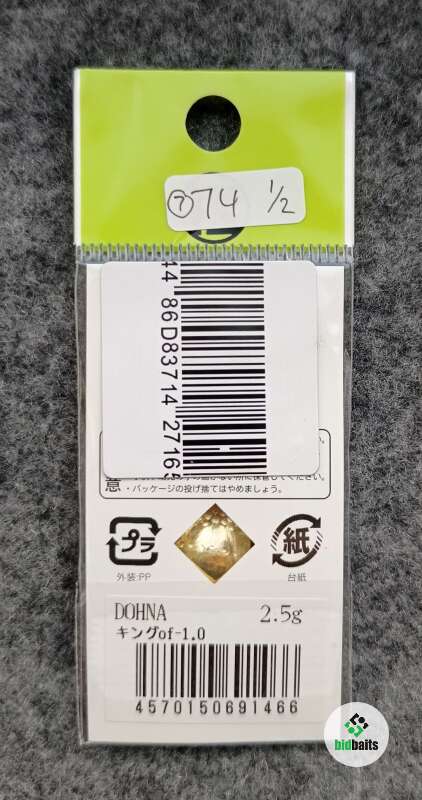 ⑦74 1/2
44 86D83714 2716
意
・パッケージの投げ捨てはやめましょう。
プラ
紙
外装:PP
台紙
DOHNA 2.5g
キングof-1.0
4570150691466
bidbaits